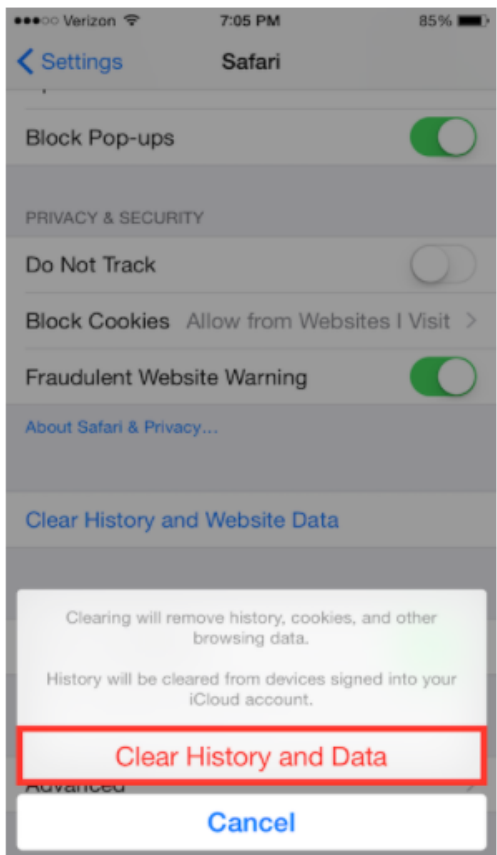 Verizon 7:05 PM 85%
Settings Safari
Block Pop-ups
PRIVACY & SECURITY
Do Not Track
Block Cookies Allow from Websites I Visit
Fraudulent Website Warning
About Safari & Privacy...
Clear History and Website Data
Clearing will remove history, cookies, and other
browsing data.
History will be cleared from devices signed into your
iCloud account.
Clear History and Data
Advanced
Cancel